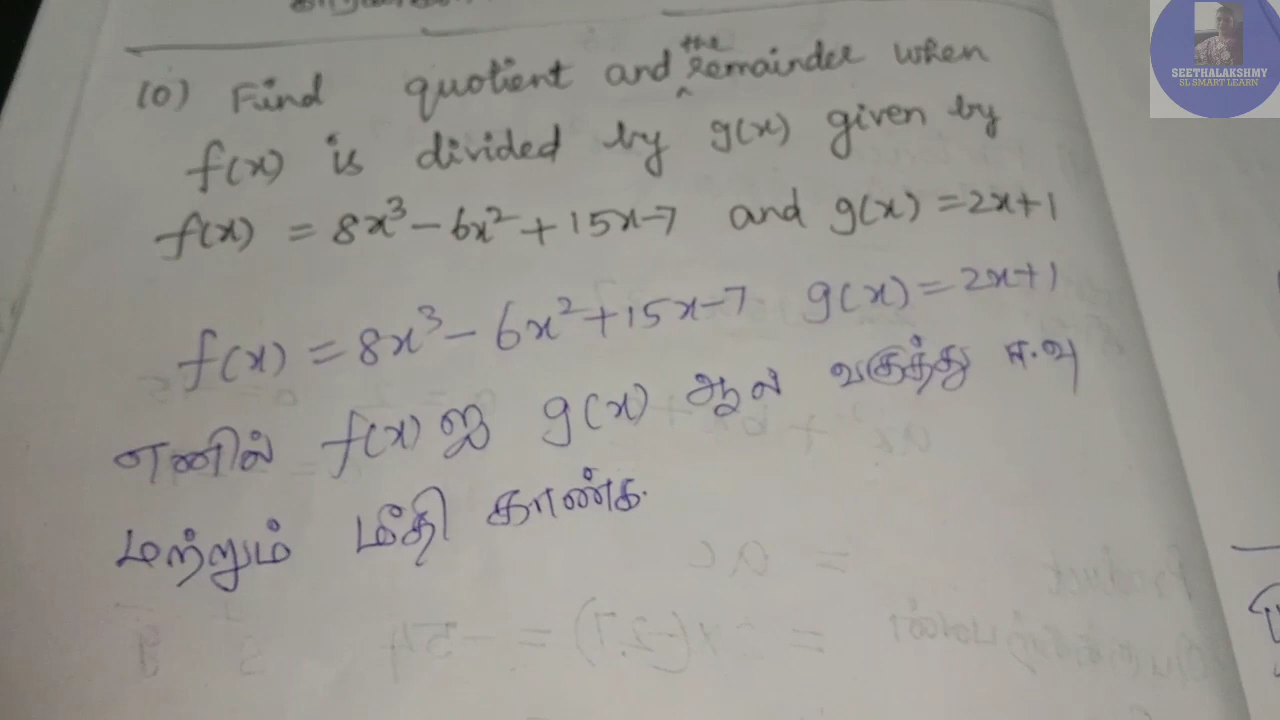 (0) Find quotient and the remainder when
f(x) is divided by g(x) given by
f(x) = 8x³ - 6x² + 15x - 7 and g(x) = 2x+1
f(x) = 8x³ - 6x² + 15x - 7 g(x) = 2x+1
எனில் f(x) ஐ g(x) ஆல் வகுத்து ஈ.வு
மற்றும் மீதி காண்க.
SEETHALAKSHMY
SL SMART LEARN